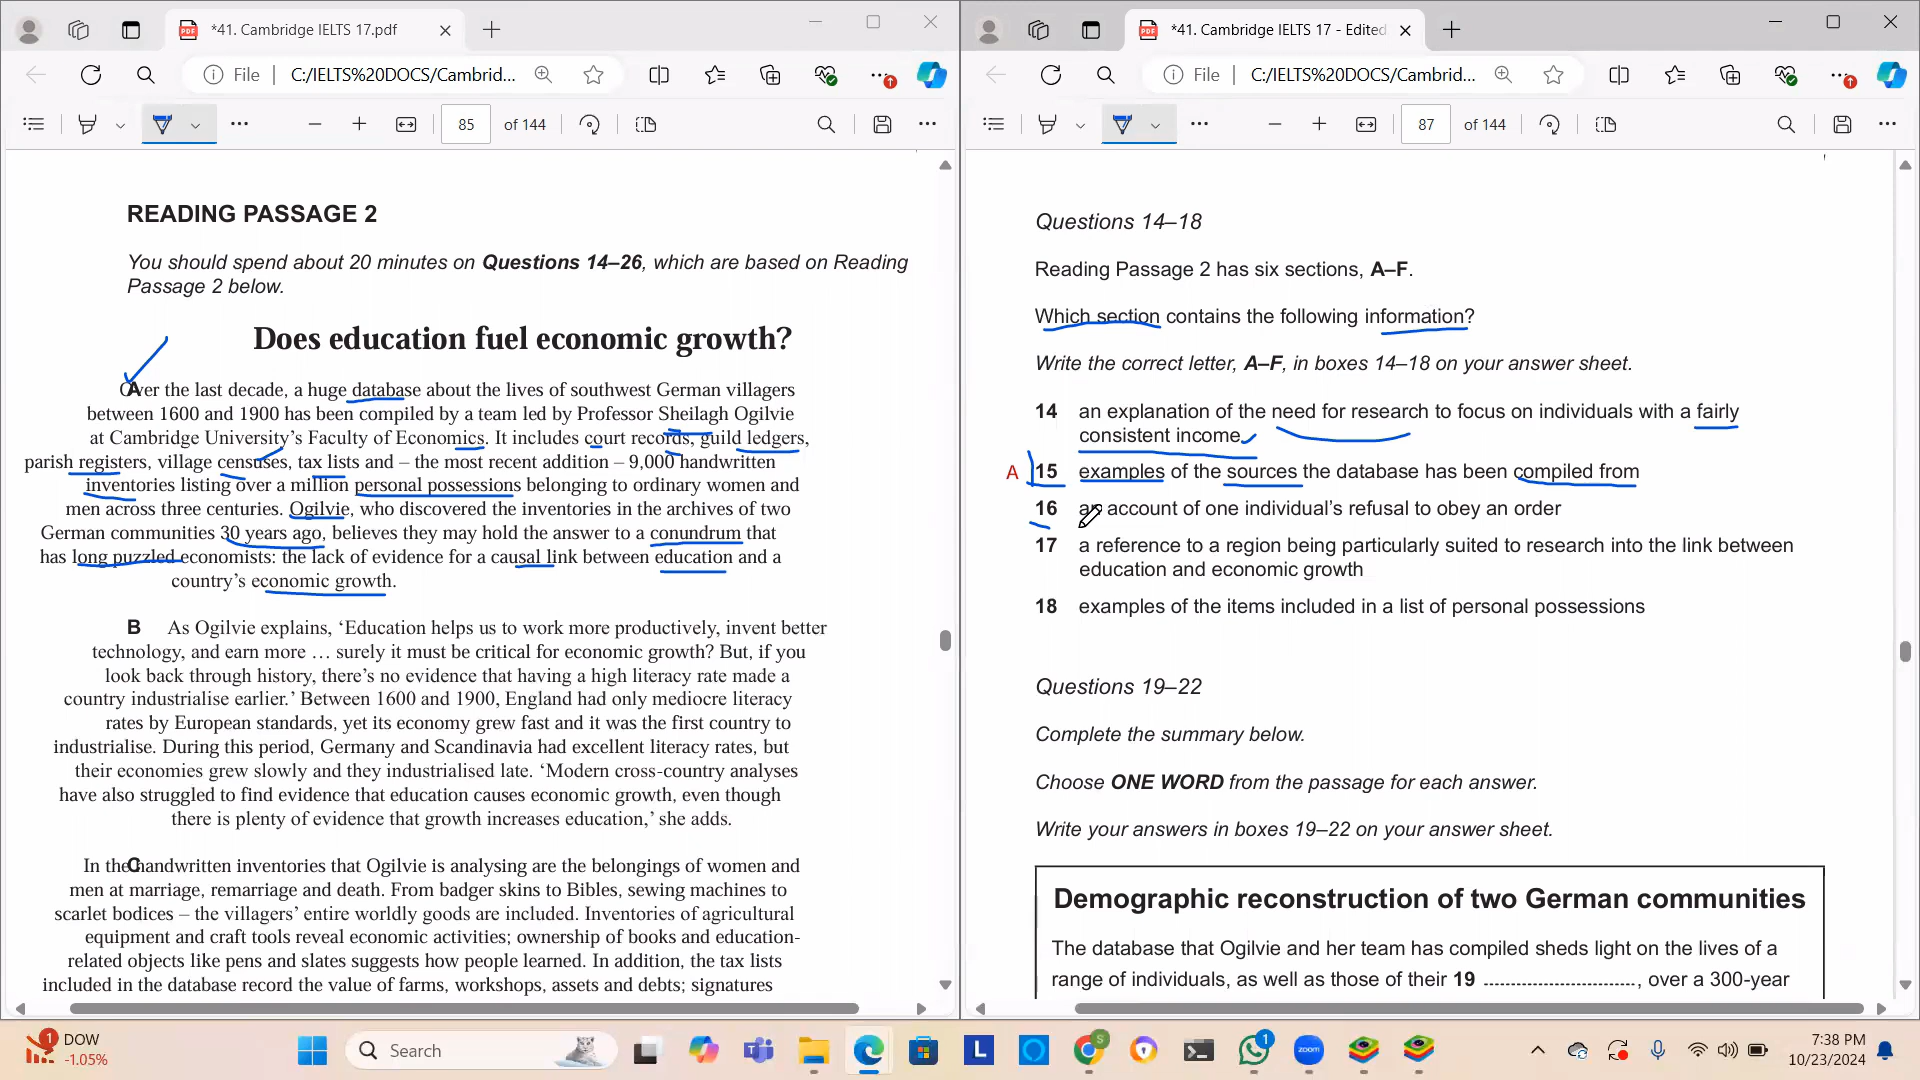 *41. Cambridge IELTS 17.pdf
*41. Cambridge IELTS 17 - Edited
File C:/IELTS%20DOCS/Cambrid...
File C:/IELTS%20DOCS/Cambrid...
85 of 144
87 of 144
READING PASSAGE 2
You should spend about 20 minutes on Questions 14–26, which are based on Reading
Passage 2 below.
Does education fuel economic growth?
A
Over the last decade, a huge database about the lives of southwest German villagers
between 1600 and 1900 has been compiled by a team led by Professor Sheilagh Ogilvie
at Cambridge University's Faculty of Economics. It includes court records, guild ledgers,
parish registers, village censuses, tax lists and – the most recent addition – 9,000 handwritten
inventories listing over a million personal possessions belonging to ordinary women and
men across three centuries. Ogilvie, who discovered the inventories in the archives of two
German communities 30 years ago, believes they may hold the answer to a conundrum that
has long puzzled economists: the lack of evidence for a causal link between education and a
country's economic growth.
B As Ogilvie explains, ‘Education helps us to work more productively, invent better
technology, and earn more … surely it must be critical for economic growth? But, if you
look back through history, there's no evidence that having a high literacy rate made a
country industrialise earlier.’ Between 1600 and 1900, England had only mediocre literacy
rates by European standards, yet its economy grew fast and it was the first country to
industrialise. During this period, Germany and Scandinavia had excellent literacy rates, but
their economies grew slowly and they industrialised late. ‘Modern cross-country analyses
have also struggled to find evidence that education causes economic growth, even though
there is plenty of evidence that growth increases education,’ she adds.
C
In the handwritten inventories that Ogilvie is analysing are the belongings of women and
men at marriage, remarriage and death. From badger skins to Bibles, sewing machines to
scarlet bodices – the villagers' entire worldly goods are included. Inventories of agricultural
equipment and craft tools reveal economic activities; ownership of books and education-
related objects like pens and slates suggests how people learned. In addition, the tax lists
included in the database record the value of farms, workshops, assets and debts; signatures
Questions 14–18
Reading Passage 2 has six sections, A–F.
Which section contains the following information?
Write the correct letter, A–F, in boxes 14–18 on your answer sheet.
14 an explanation of the need for research to focus on individuals with a fairly
consistent income
A 15 examples of the sources the database has been compiled from
16 an account of one individual's refusal to obey an order
17 a reference to a region being particularly suited to research into the link between
education and economic growth
18 examples of the items included in a list of personal possessions
Questions 19–22
Complete the summary below.
Choose ONE WORD from the passage for each answer.
Write your answers in boxes 19–22 on your answer sheet.
Demographic reconstruction of two German communities
The database that Ogilvie and her team has compiled sheds light on the lives of a
range of individuals, as well as those of their 19 ............................, over a 300-year
1
DOW
-1.05%
Search
L
S
1
zoom
7:38 PM
10/23/2024